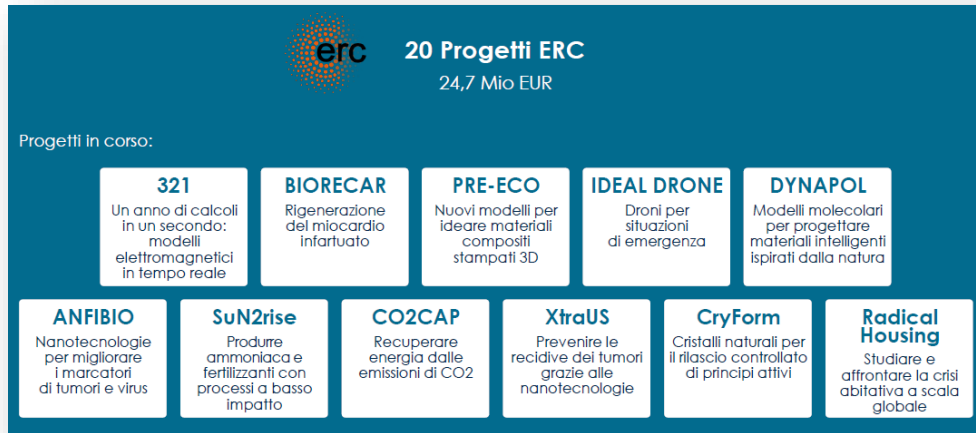 erc
20 Progetti ERC
24,7 Mio EUR
Progetti in corso:
321
Un anno di calcoli
in un secondo:
modelli
elettromagnetici
in tempo reale
BIORECAR
Rigenerazione
del miocardio
infartuato
PRE-ECO
Nuovi modelli per
ideare materiali
compositi
stampati 3D
IDEAL DRONE
Droni per
situazioni
di emergenza
DYNAPOL
Modelli molecolari
per progettare
materiali intelligenti
ispirati dalla natura
ANFIBIO
Nanotecnologie
per migliorare
i marcatori
di tumori e virus
SuN2rise
Produrre
ammoniaca e
fertilizzanti con
processi a basso
impatto
CO2CAP
Recuperare
energia dalle
emissioni di CO2
XtraUS
Prevenire le
recidive dei tumori
grazie alle
nanotecnologie
CryForm
Cristalli naturali per
il rilascio controllato
di principi attivi
Radical
Housing
Studiare e
affrontare la crisi
abitativa a scala
globale